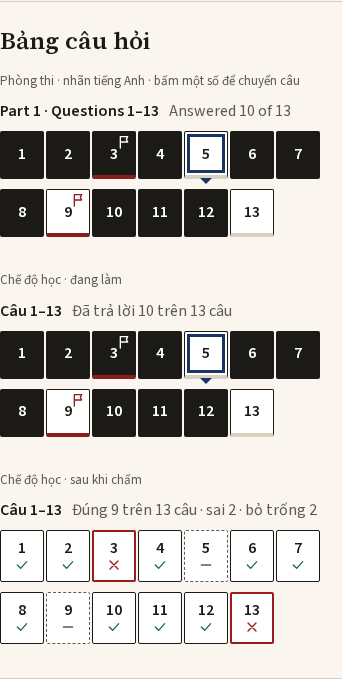 Bảng câu hỏi
Phòng thi · nhãn tiếng Anh · bấm một số để chuyển câu
Part 1 · Questions 1–13 Answered 10 of 13
1 2 3 4 5 6 7
8 9 10 11 12 13
Chế độ học · đang làm
Câu 1–13 Đã trả lời 10 trên 13 câu
1 2 3 4 5 6 7
8 9 10 11 12 13
Chế độ học · sau khi chấm
Câu 1–13 Đúng 9 trên 13 câu · sai 2 · bỏ trống 2
1 2 3 4 5 6 7
8 9 10 11 12 13